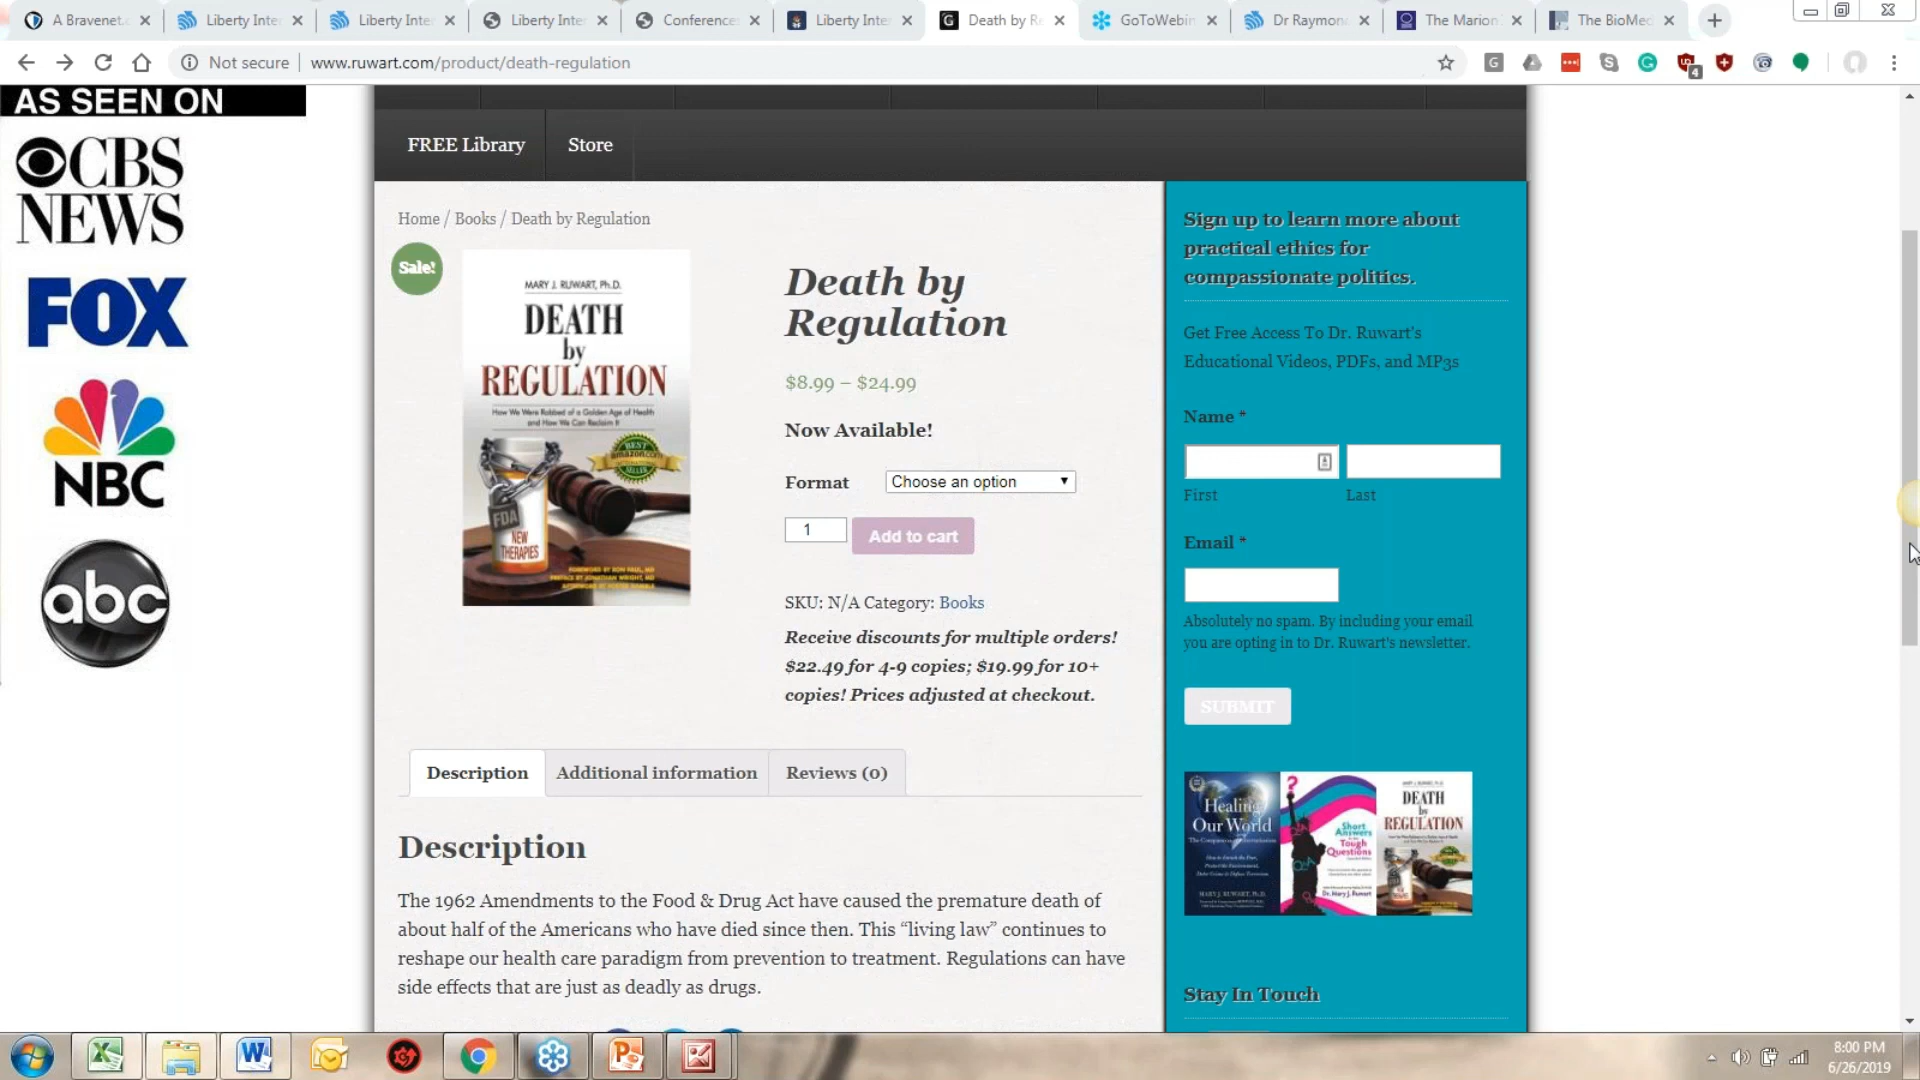 A Bravenet.
Liberty Inte
Liberty Inte
Liberty Inte
Conference
Liberty Inte
Death by Re
GoToWebin
Dr Raymon
The Marion
The BioMed
Not secure
www.ruwart.com/product/death-regulation
AS SEEN ON
CBS
NEWS
FOX
NBC
abc
FREE Library
Store
Home / Books / Death by Regulation
Sale!
MARY J. RUWART, Ph.D.
DEATH
by
REGULATION
How We Were Robbed of a Golden Age of Health
and How We Can Reclaim It
BEST
amazon.com
SELLER
FDA
NEW
THERAPIES
FOREWORD BY RON PAUL, MD
PREFACE BY JONATHAN WRIGHT, MD
Death by
Regulation
$8.99 – $24.99
Now Available!
Format
Choose an option
1
Add to cart
SKU: N/A Category: Books
Receive discounts for multiple orders!
$22.49 for 4-9 copies; $19.99 for 10+
copies! Prices adjusted at checkout.
Description
Additional information
Reviews (0)
Description
The 1962 Amendments to the Food & Drug Act have caused the premature death of
about half of the Americans who have died since then. This “living law” continues to
reshape our health care paradigm from prevention to treatment. Regulations can have
side effects that are just as deadly as drugs.
Sign up to learn more about
practical ethics for
compassionate politics.
Get Free Access To Dr. Ruwart's
Educational Videos, PDFs, and MP3s
Name *
First
Last
Email *
Absolutely no spam. By including your email
you are opting in to Dr. Ruwart's newsletter.
SUBMIT
Healing
Our World
MARY J. RUWART, Ph.D.
Short
Answers
to the
Tough
Questions
Dr. Mary J. Ruwart
DEATH
by
REGULATION
Stay In Touch
8:00 PM
6/26/2019